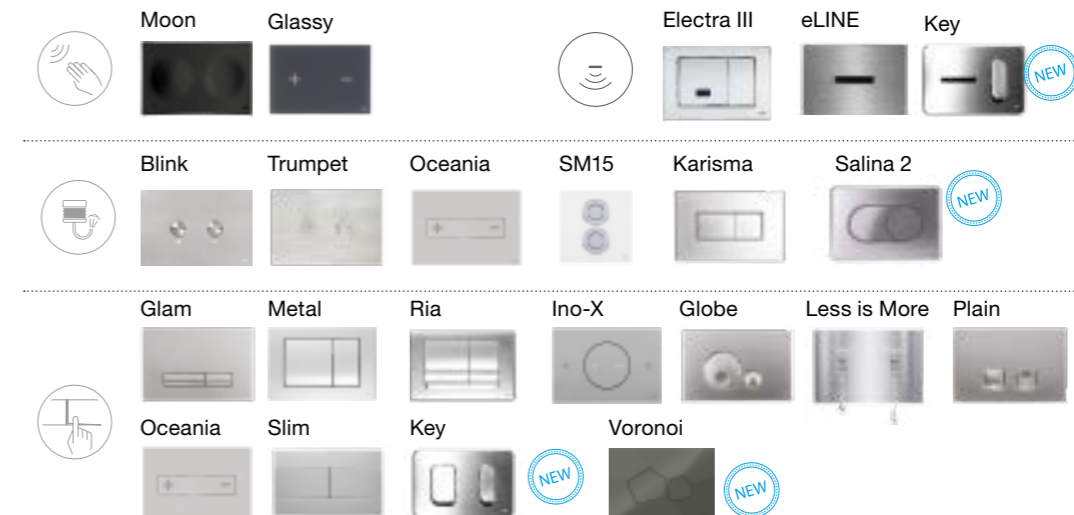 Moon Glassy Electra III eLINE Key
NEW
Blink Trumpet Oceania SM15 Karisma Salina 2
NEW
Glam Metal Ria Ino-X Globe Less is More Plain
Oceania Slim Key Voronoi
NEW NEW